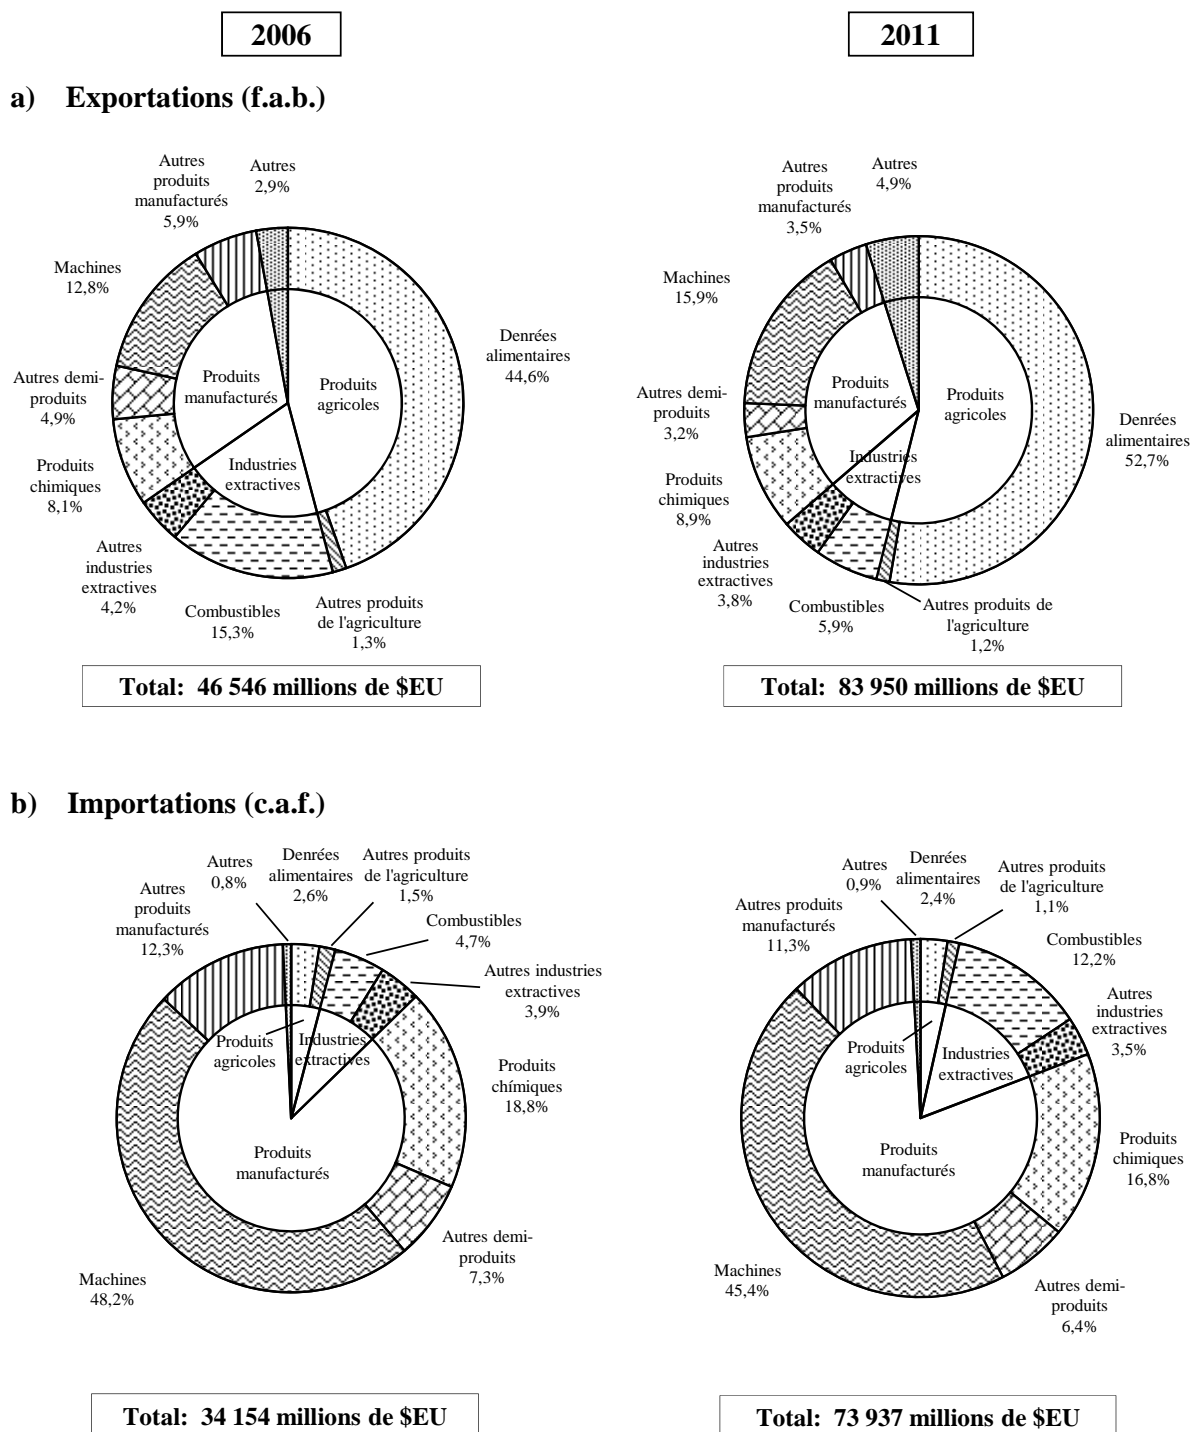 2006
2011
a) Exportations (f.a.b.)
Autres
produits
manufacturés
5,9%
Autres
2,9%
Machines
12,8%
Denrées
alimentaires
44,6%
Produits
manufacturés
Produits
agricoles
Autres demi-
produits
4,9%
Industries
extractives
Produits
chimiques
8,1%
Autres
industries
extractives
4,2%
Combustibles
15,3%
Autres produits
de l'agriculture
1,3%
Total: 46 546 millions de $EU
Autres
produits
manufacturés
3,5%
Autres
4,9%
Machines
15,9%
Produits
manufacturés
Produits
agricoles
Autres demi-
produits
3,2%
Denrées
alimentaires
52,7%
Industries
extractives
Produits
chimiques
8,9%
Autres
industries
extractives
3,8%
Combustibles
5,9%
Autres produits de
l'agriculture
1,2%
Total: 83 950 millions de $EU
b) Importations (c.a.f.)
Autres
0,8%
Denrées
alimentaires
2,6%
Autres produits
de l'agriculture
1,5%
Autres
produits
manufacturés
12,3%
Combustibles
4,7%
Autres industries
extractives
3,9%
Produits
agricoles
Industries
extractives
Produits
chímiques
18,8%
Produits
manufacturés
Autres demi-
produits
7,3%
Machines
48,2%
Total: 34 154 millions de $EU
Autres
0,9%
Denrées
alimentaires
2,4%
Autres produits
de l'agriculture
1,1%
Autres produits
manufacturés
11,3%
Combustibles
12,2%
Autres
industries
extractives
3,5%
Produits
agricoles
Industries
extractives
Produits
manufacturés
Produits
chimiques
16,8%
Machines
45,4%
Autres demi-
produits
6,4%
Total: 73 937 millions de $EU